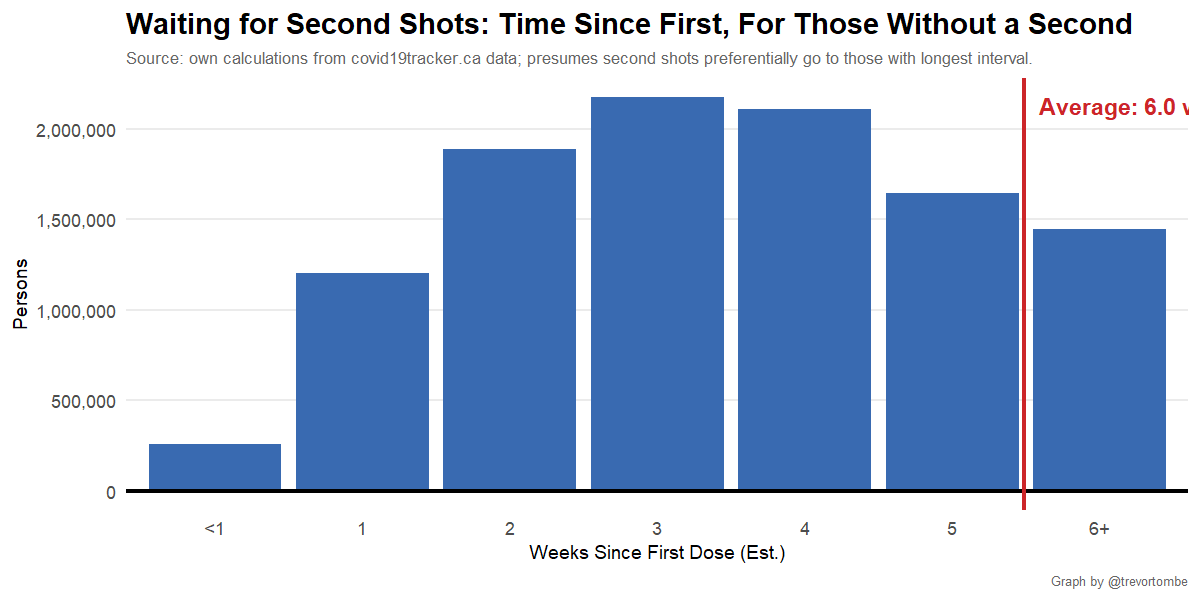 Waiting for Second Shots: Time Since First, For Those Without a Second
Source: own calculations from covid19tracker.ca data; presumes second shots preferentially go to those with longest interval.
Average: 6.0
2,000,000
1,500,000
1,000,000
500,000
0
Persons
<1 1 2 3 4 5 6+
Weeks Since First Dose (Est.)
Graph by @trevortombe